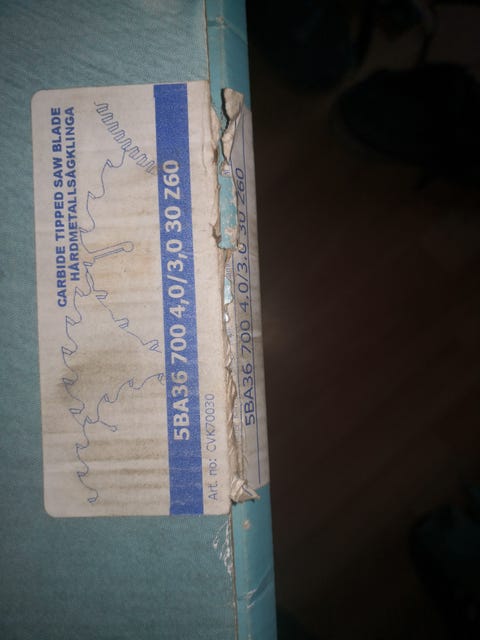 CARBIDE TIPPED SAW BLADE
HÅRDMETALLSÅGKLINGA
5BA36 700 4,0/3,0 30 Z60
Art. no: CVK70030
5BA36 700 4,0/3,0 30 Z60